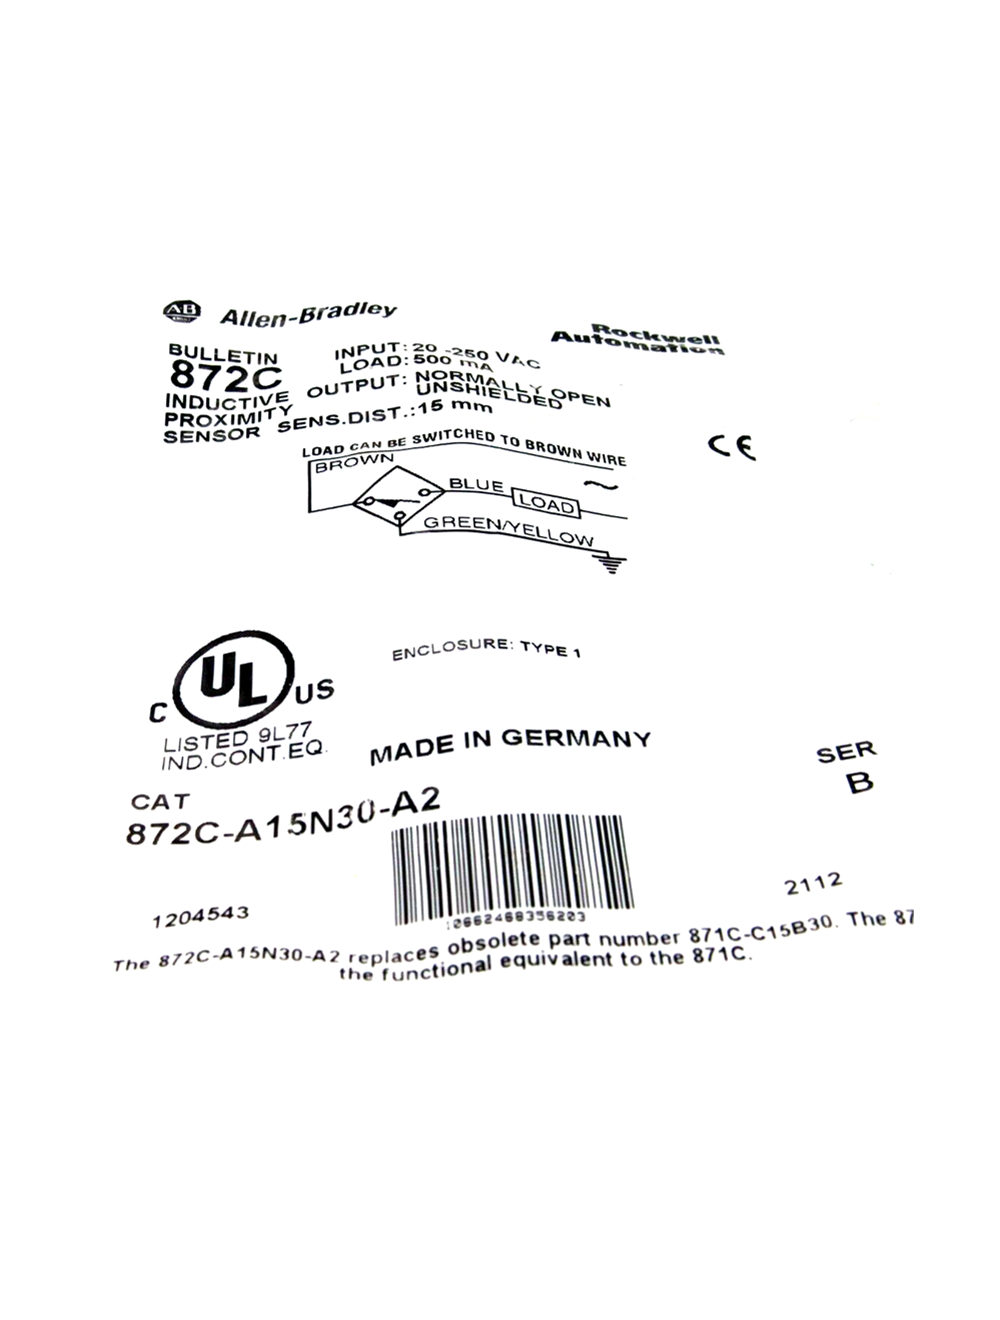 AB
Allen-Bradley
Rockwell
Automation
BULLETIN
872C
INDUCTIVE
PROXIMITY
SENSOR
INPUT: 20 -250 VAC
LOAD: 500 mA
OUTPUT: NORMALLY OPEN
UNSHIELDED
SENS.DIST.:15 mm
CE
LOAD CAN BE SWITCHED TO BROWN WIRE
BROWN
BLUE
LOAD
~
GREEN/YELLOW
ENCLOSURE: TYPE 1
C UL US
LISTED 9L77
IND.CONT.EQ.
MADE IN GERMANY
SER
B
CAT
872C-A15N30-A2
1204543
10662468356203
2112
The 872C-A15N30-A2 replaces obsolete part number 871C-C15B30. The 87
the functional equivalent to the 871C.